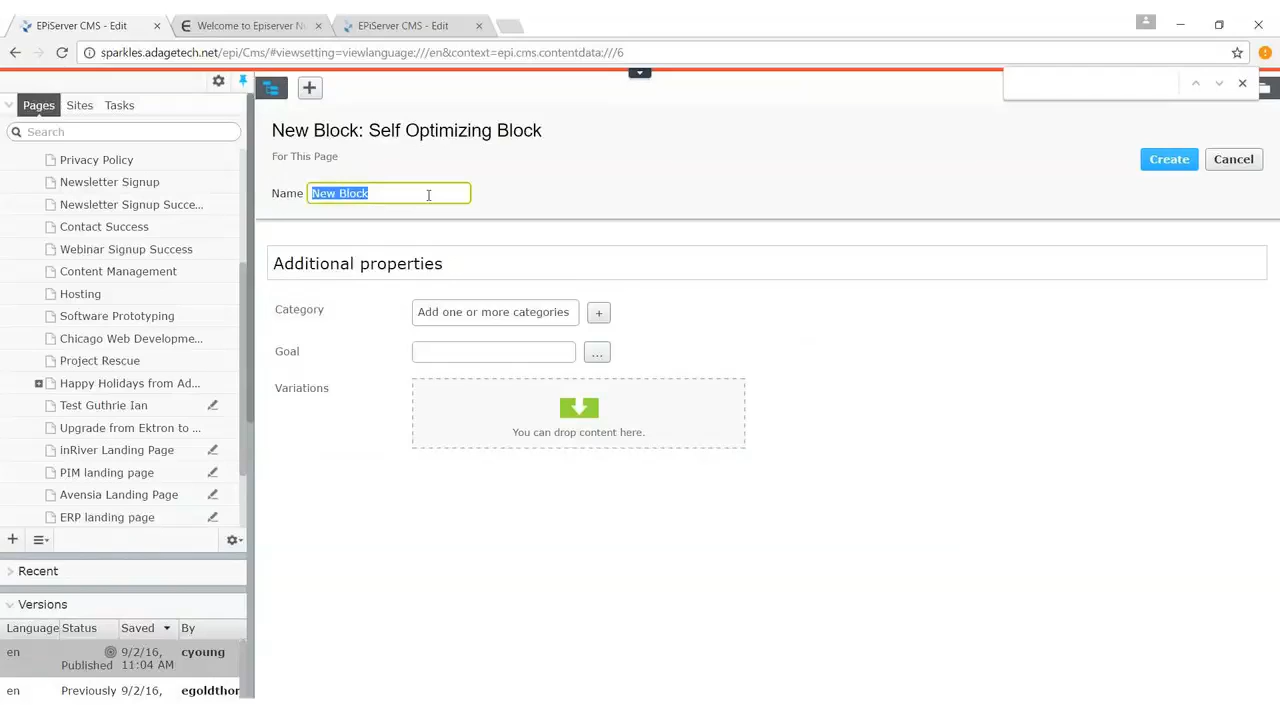 EPiServer CMS - Edit
Welcome to Episerver N
EPiServer CMS - Edit
sparkles.adagetech.net/epi/Cms/#viewsetting=viewlanguage:///en&context=epi.cms.contentdata:///6
Pages Sites Tasks
Search
Privacy Policy
Newsletter Signup
Newsletter Signup Succe...
Contact Success
Webinar Signup Success
Content Management
Hosting
Software Prototyping
Chicago Web Developme...
Project Rescue
Happy Holidays from Ad...
Test Guthrie Ian
Upgrade from Ektron to ...
inRiver Landing Page
PIM landing page
Avensia Landing Page
ERP landing page
Recent
Versions
Language Status Saved By
en 9/2/16, cyoung
Published 11:04 AM
en Previously 9/2/16, egoldthor
New Block: Self Optimizing Block
For This Page
Create Cancel
Name New Block
Additional properties
Category Add one or more categories +
Goal ...
Variations
You can drop content here.